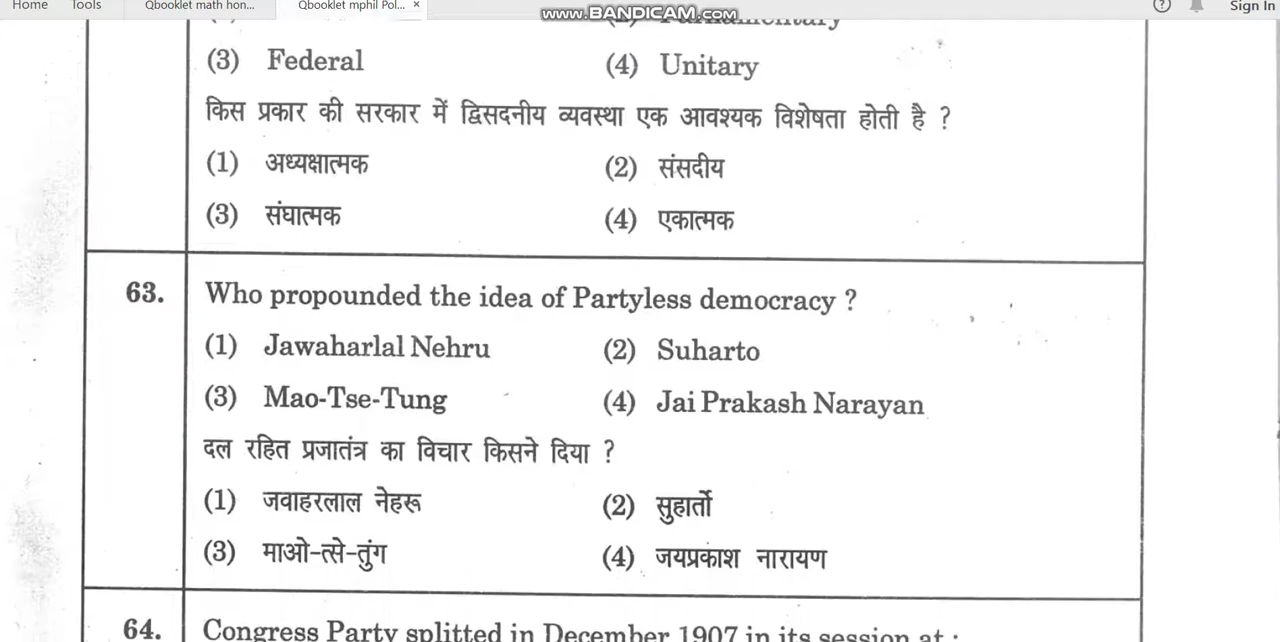 Home Tools Qbooklet math hon... Qbooklet mphil Pol... × Sign In
www.BANDICAM.com
(2) Parliamentary
(3) Federal (4) Unitary
किस प्रकार की सरकार में द्विसदनीय व्यवस्था एक आवश्यक विशेषता होती है ?
(1) अध्यक्षात्मक (2) संसदीय
(3) संघात्मक (4) एकात्मक
63. Who propounded the idea of Partyless democracy ?
(1) Jawaharlal Nehru (2) Suharto
(3) Mao-Tse-Tung (4) Jai Prakash Narayan
दल रहित प्रजातंत्र का विचार किसने दिया ?
(1) जवाहरलाल नेहरू (2) सुहार्तो
(3) माओ-त्से-तुंग (4) जयप्रकाश नारायण
64. Congress Party splitted in December 1907 in its session at :